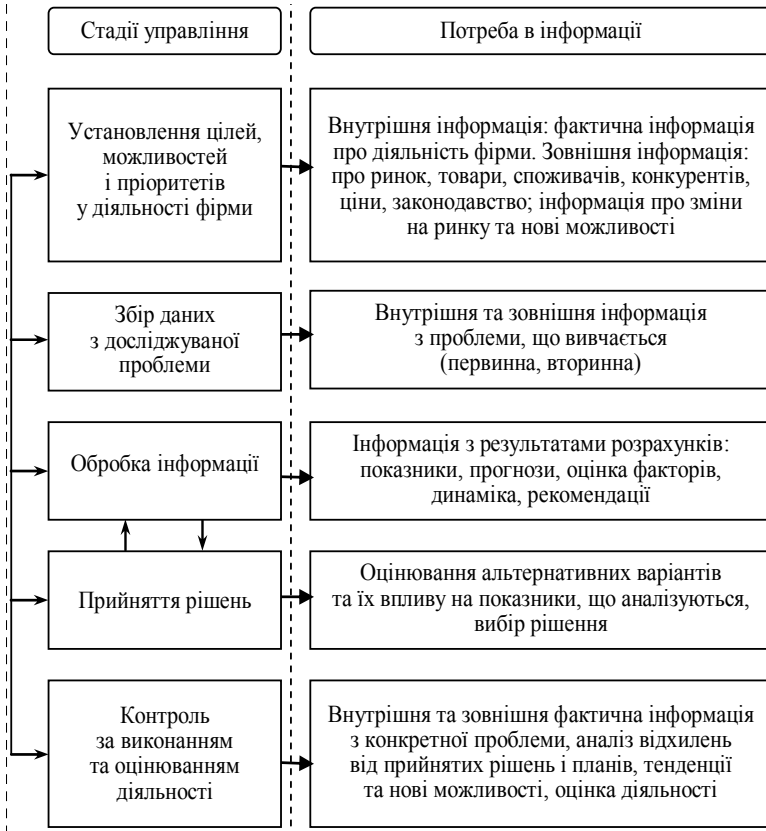 Стадії управління
Потреба в інформації
Установлення цілей,
можливостей
і пріоритетів
у діяльності фірми
Внутрішня інформація: фактична інформація
про діяльність фірми. Зовнішня інформація:
про ринок, товари, споживачів, конкурентів,
ціни, законодавство; інформація про зміни
на ринку та нові можливості
Збір даних
з досліджуваної
проблеми
Внутрішня та зовнішня інформація
з проблеми, що вивчається
(первинна, вторинна)
Обробка інформації
Інформація з результатами розрахунків:
показники, прогнози, оцінка факторів,
динаміка, рекомендації
Прийняття рішень
Оцінювання альтернативних варіантів
та їх впливу на показники, що аналізуються,
вибір рішення
Контроль
за виконанням
та оцінюванням
діяльності
Внутрішня та зовнішня фактична інформація
з конкретної проблеми, аналіз відхилень
від прийнятих рішень і планів, тенденції
та нові можливості, оцінка діяльності